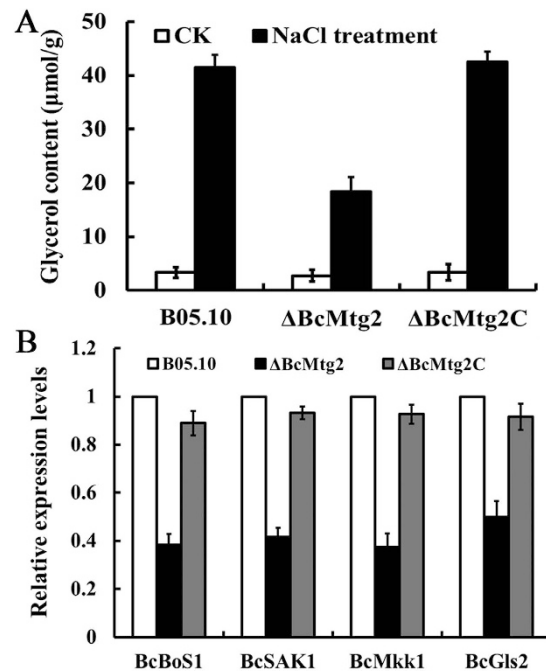 A
50
40
30
20
10
0
Glycerol content (μmol/g)
CK NaCl treatment
B05.10 ΔBcMtg2 ΔBcMtg2C
B
1.2
1
0.8
0.6
0.4
0.2
0
Relative expression levels
B05.10 ΔBcMtg2 ΔBcMtg2C
BcBoS1 BcSAK1 BcMkk1 BcGls2